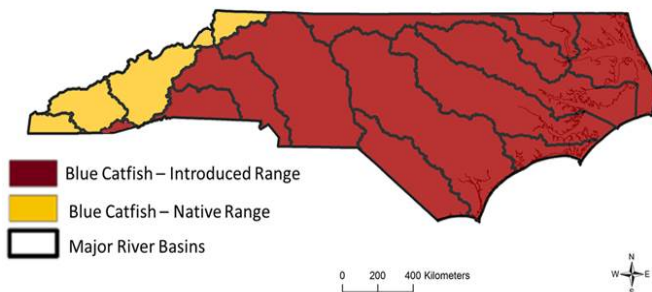 Blue Catfish – Introduced Range
Blue Catfish – Native Range
Major River Basins
0 200 400 Kilometers
N
W E
S